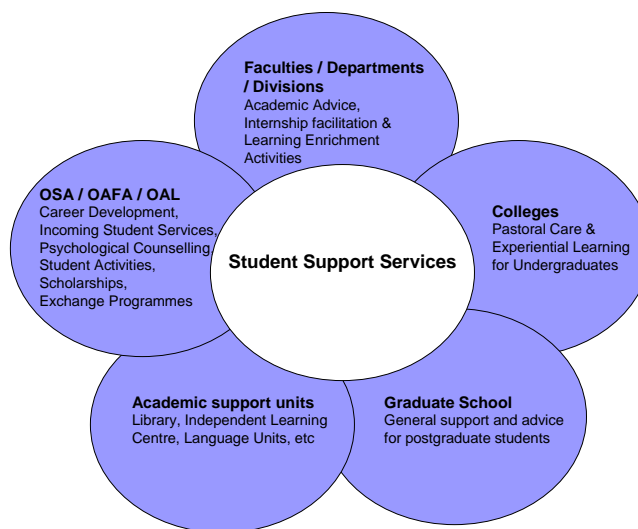 Faculties / Departments
/ Divisions
Academic Advice,
Internship facilitation &
Learning Enrichment
Activities
OSA / OAFA / OAL
Career Development,
Incoming Student Services,
Psychological Counselling,
Student Activities,
Scholarships,
Exchange Programmes
Colleges
Pastoral Care &
Experiential Learning
for Undergraduates
Student Support Services
Academic support units
Library, Independent Learning
Centre, Language Units, etc
Graduate School
General support and advice
for postgraduate students